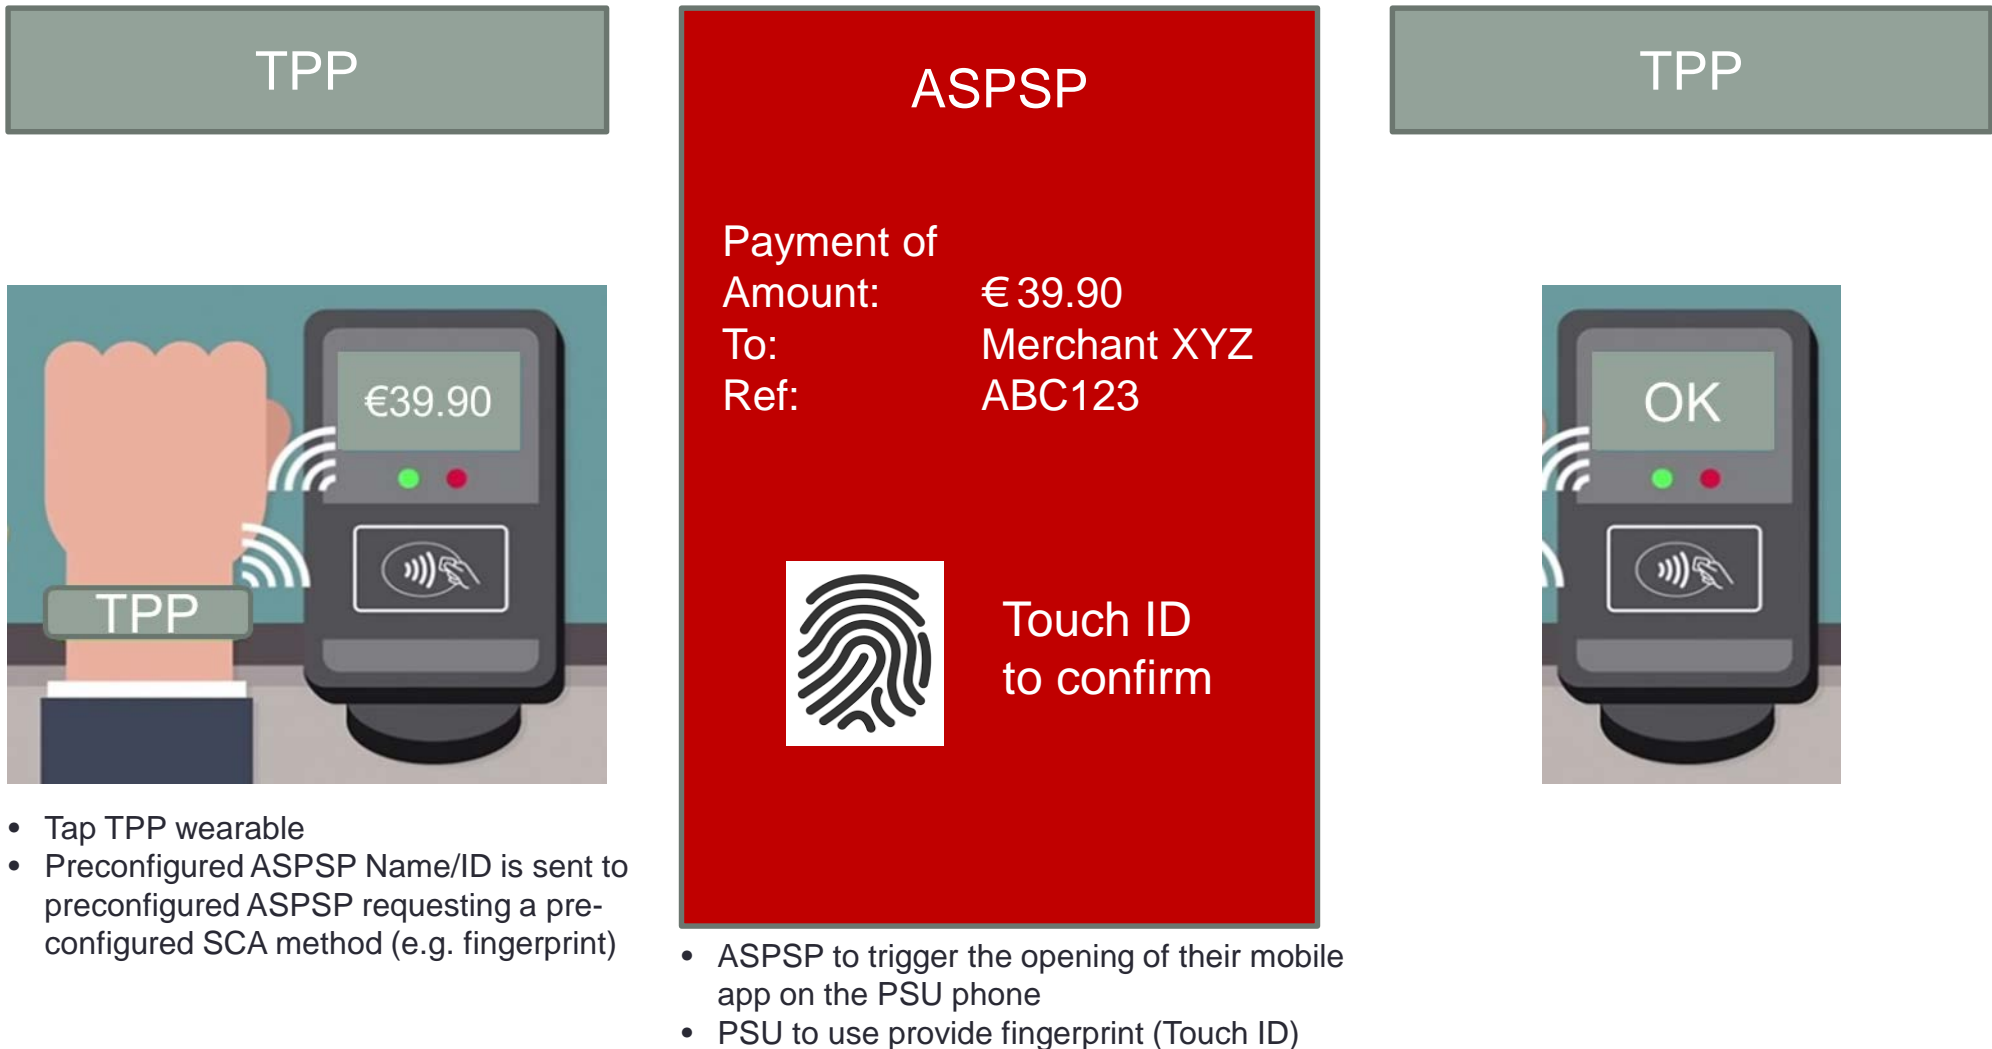 TPP
€39.90
TPP
• Tap TPP wearable
• Preconfigured ASPSP Name/ID is sent to
preconfigured ASPSP requesting a pre-
configured SCA method (e.g. fingerprint)
ASPSP
Payment of
Amount: € 39.90
To: Merchant XYZ
Ref: ABC123
Touch ID
to confirm
• ASPSP to trigger the opening of their mobile
app on the PSU phone
• PSU to use provide fingerprint (Touch ID)
TPP
OK